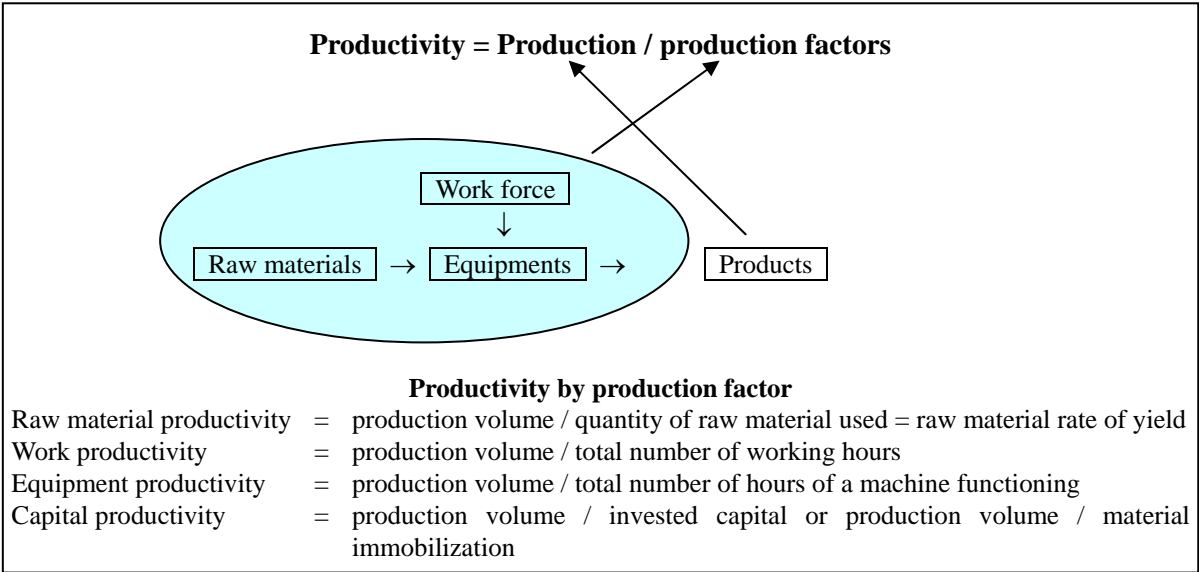 Productivity = Production / production factors
Work force
↓
Raw materials → Equipments → Products
Productivity by production factor
Raw material productivity = production volume / quantity of raw material used = raw material rate of yield
Work productivity = production volume / total number of working hours
Equipment productivity = production volume / total number of hours of a machine functioning
Capital productivity = production volume / invested capital or production volume / material
immobilization